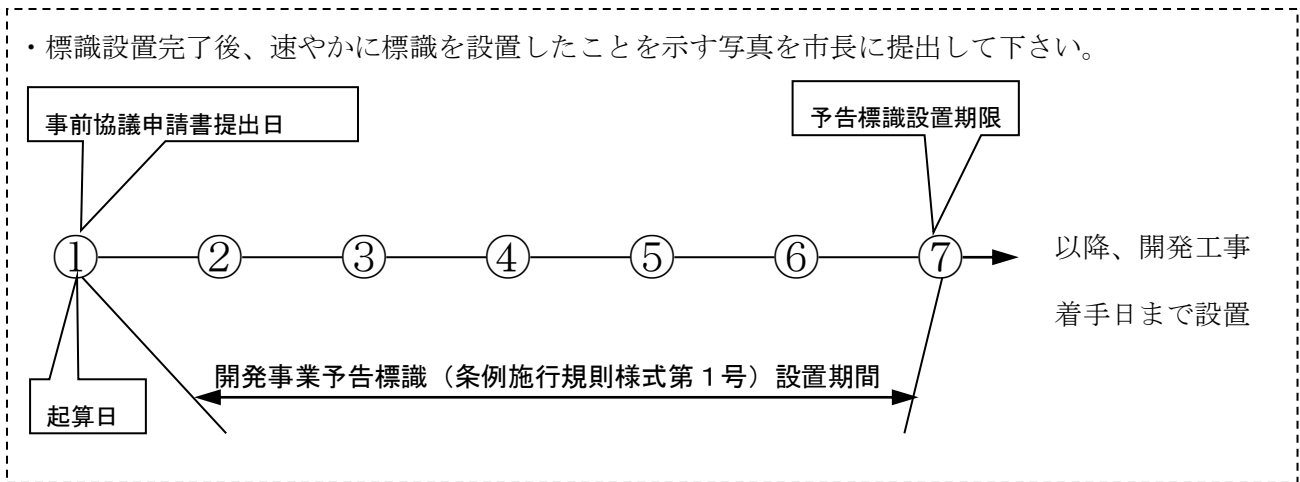 ・標識設置完了後、速やかに標識を設置したことを示す写真を市長に提出して下さい。
事前協議申請書提出日
予告標識設置期限
①
②
③
④
⑤
⑥
⑦
以降、開発工事
着手日まで設置
開発事業予告標識（条例施行規則様式第１号）設置期間
起算日